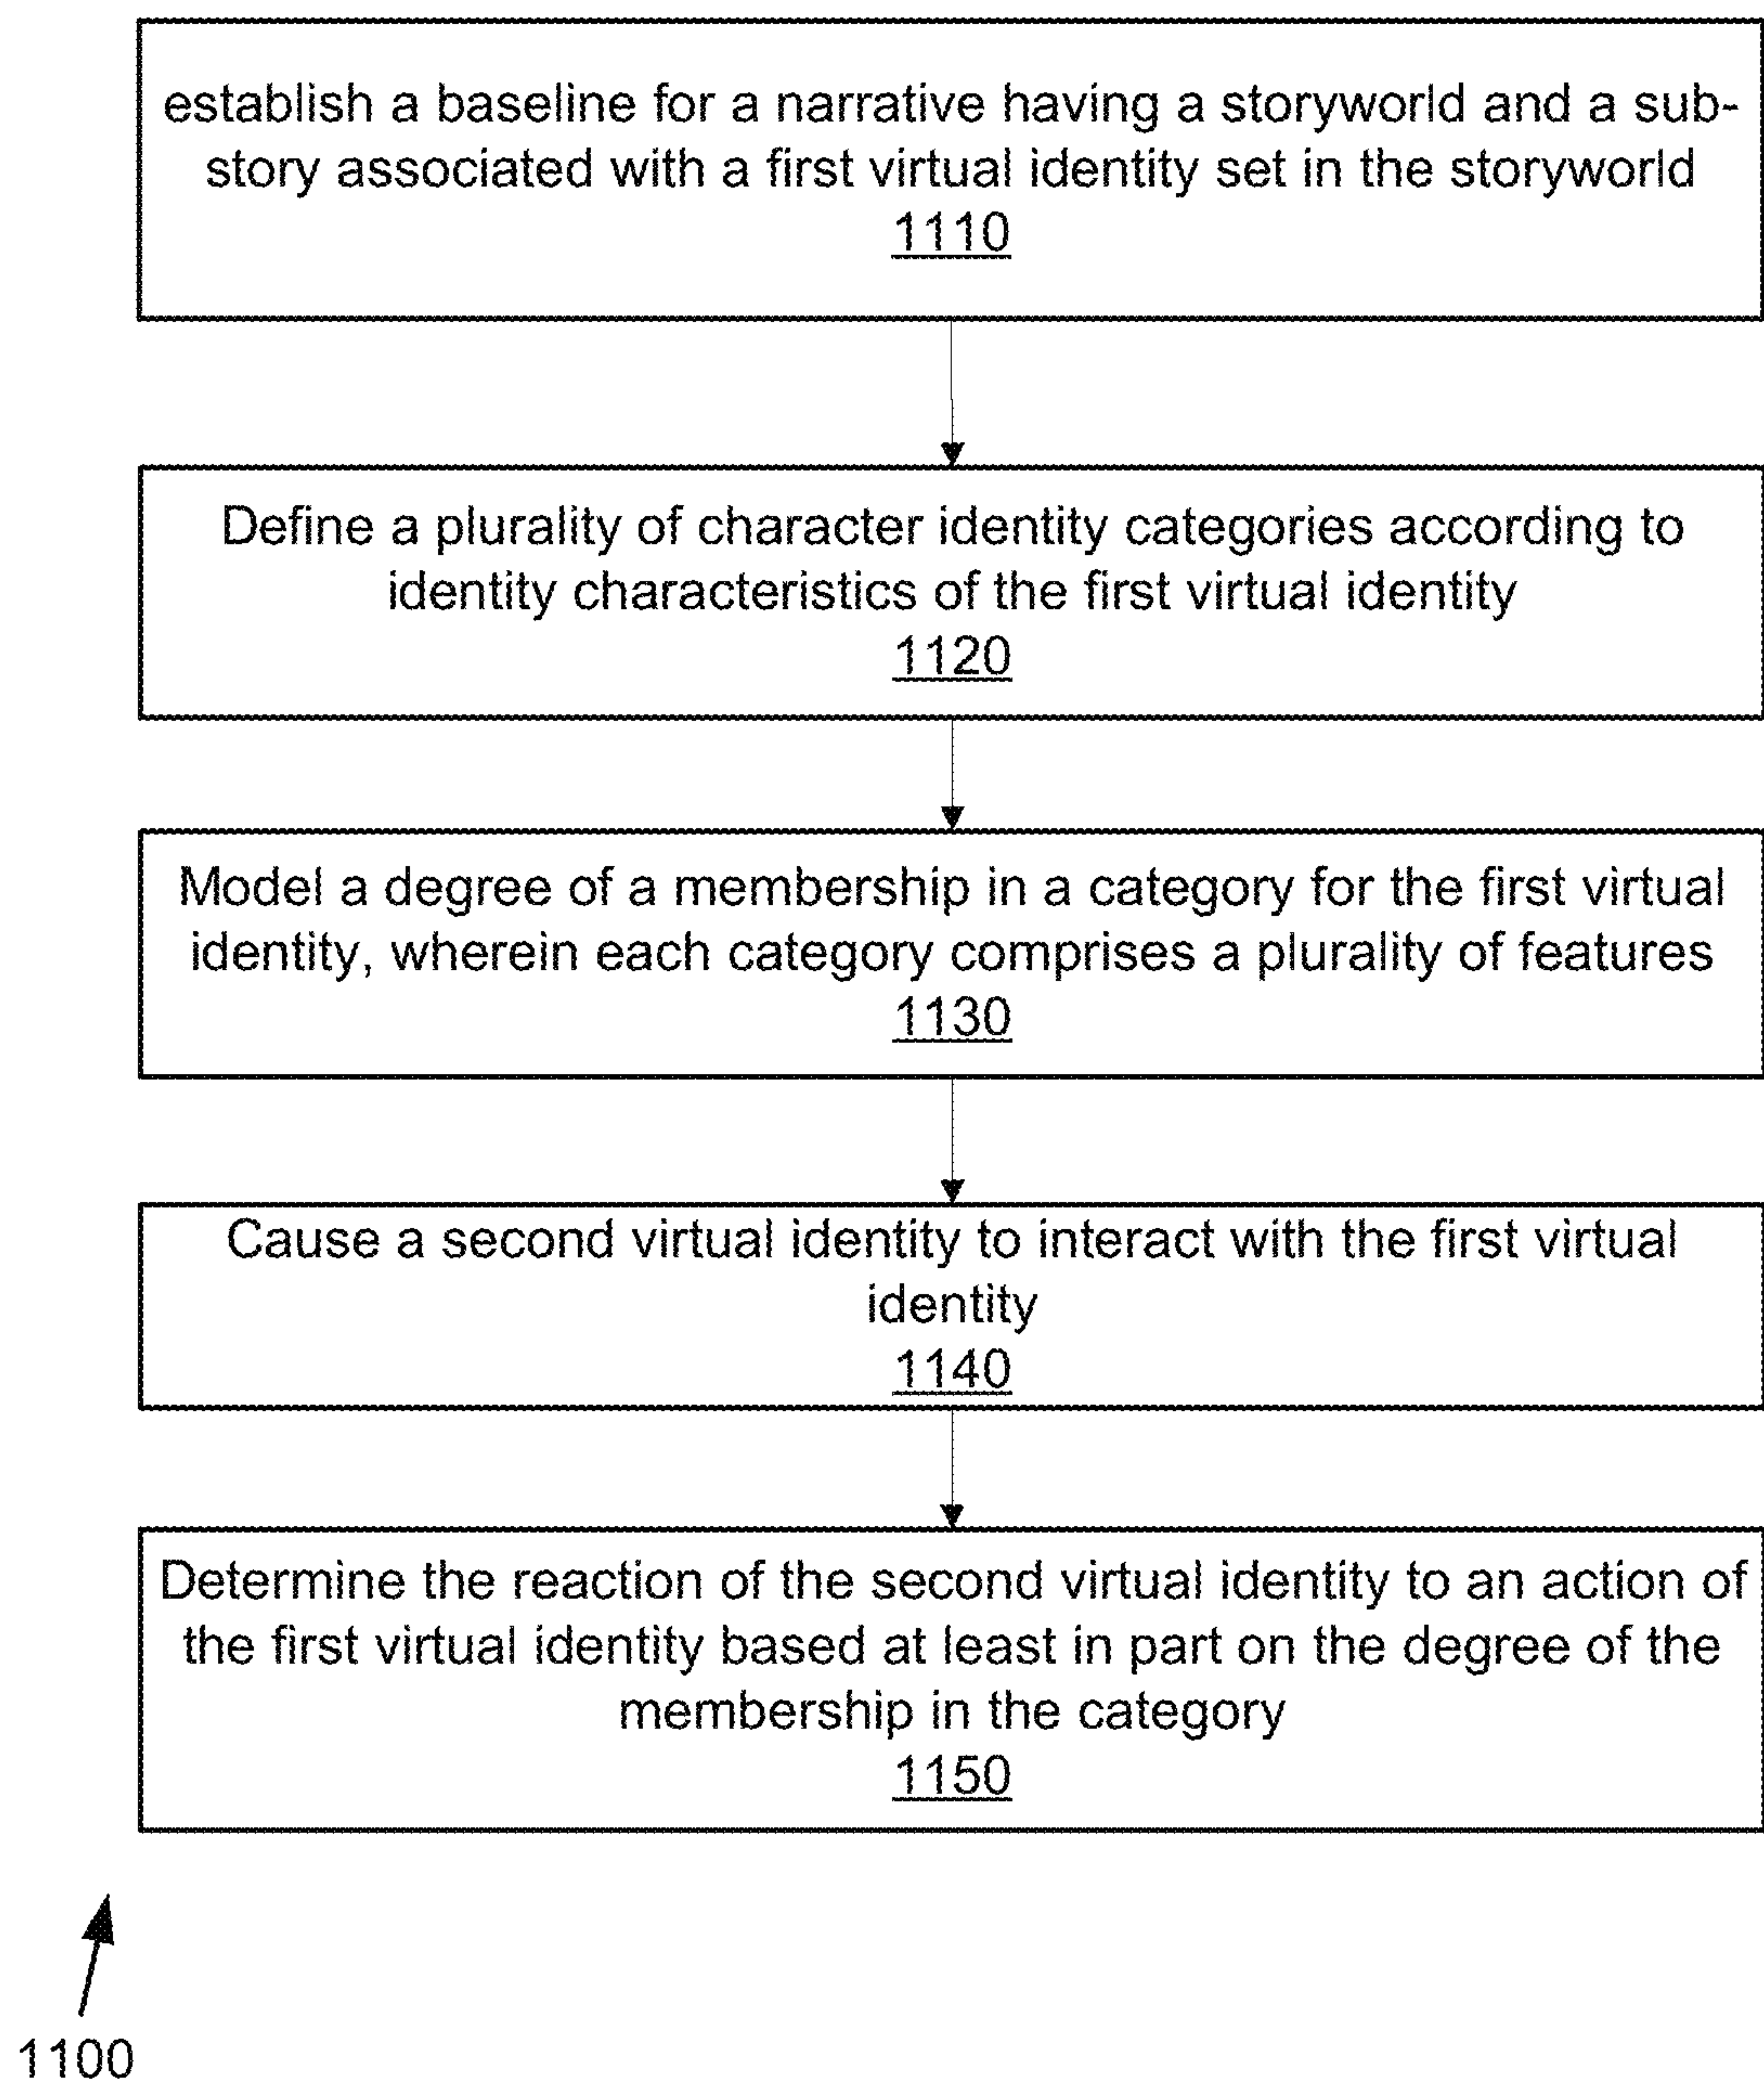 establish a baseline for a narrative having a storyworld and a sub-
story associated with a first virtual identity set in the storyworld
1110
Define a plurality of character identity categories according to
identity characteristics of the first virtual identity
1120
Model a degree of a membership in a category for the first virtual
identity, wherein each category comprises a plurality of features
1130
Cause a second virtual identity to interact with the first virtual
identity
1140
Determine the reaction of the second virtual identity to an action of
the first virtual identity based at least in part on the degree of the
membership in the category
1150
1100